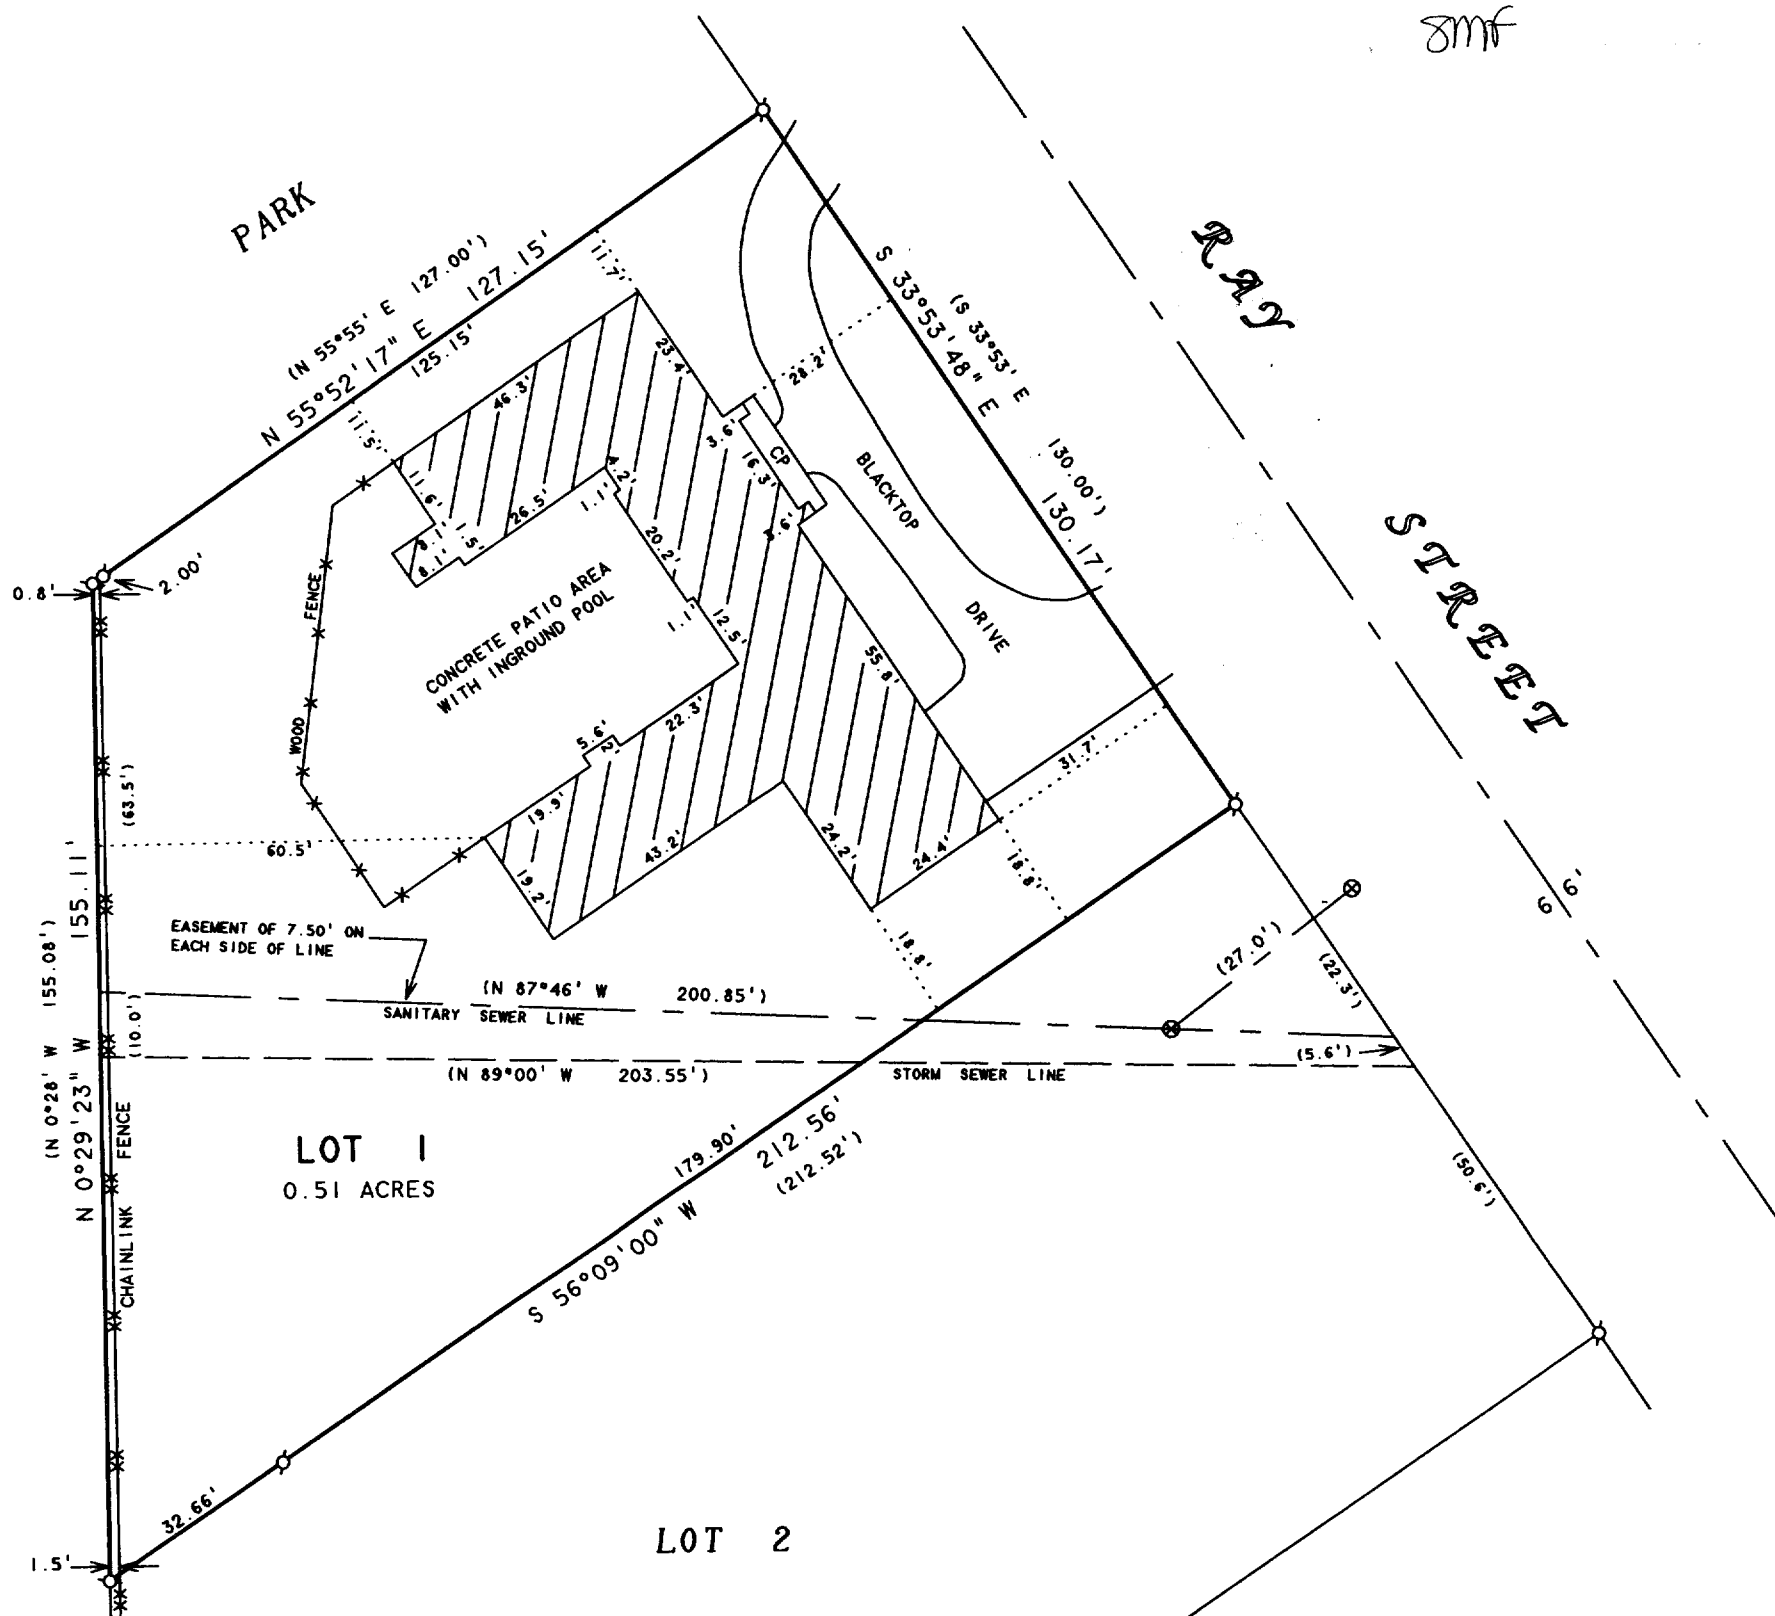 SMF
PARK
RAY
STREET
66'
(N 55°55' E 127.00')
N 55°52'17" E 127.15'
125.15'
11.7'
11.5'
(S 33°53' E 130.00')
S 33°53'48" E 130.17'
28.2'
46.3'
23.4'
3.6'
16.3'
CP
3.6'
11.6'
8.1'
8.1'
1.5'
26.5'
4.2'
1.1'
20.2'
1.1'
12.5'
BLACKTOP
DRIVE
55.8'
31.7'
0.8'
2.00'
WOOD FENCE
CONCRETE PATIO AREA
WITH INGROUND POOL
22.3'
5.6'
2'
19.9'
43.2'
19.2'
24.2'
24.4'
18.8'
18.8'
(63.5')
60.5'
(N 0°28' W 155.08')
N 0°29'23" W 155.11'
EASEMENT OF 7.50' ON
EACH SIDE OF LINE
(N 87°46' W 200.85')
SANITARY SEWER LINE
(10.0')
(N 89°00' W 203.55')
STORM SEWER LINE
(27.0')
(22.3')
(5.6')
(50.6')
CHAINLINK FENCE
LOT 1
0.51 ACRES
179.90'
212.56'
(212.52')
S 56°09'00" W
32.66'
1.5'
LOT 2